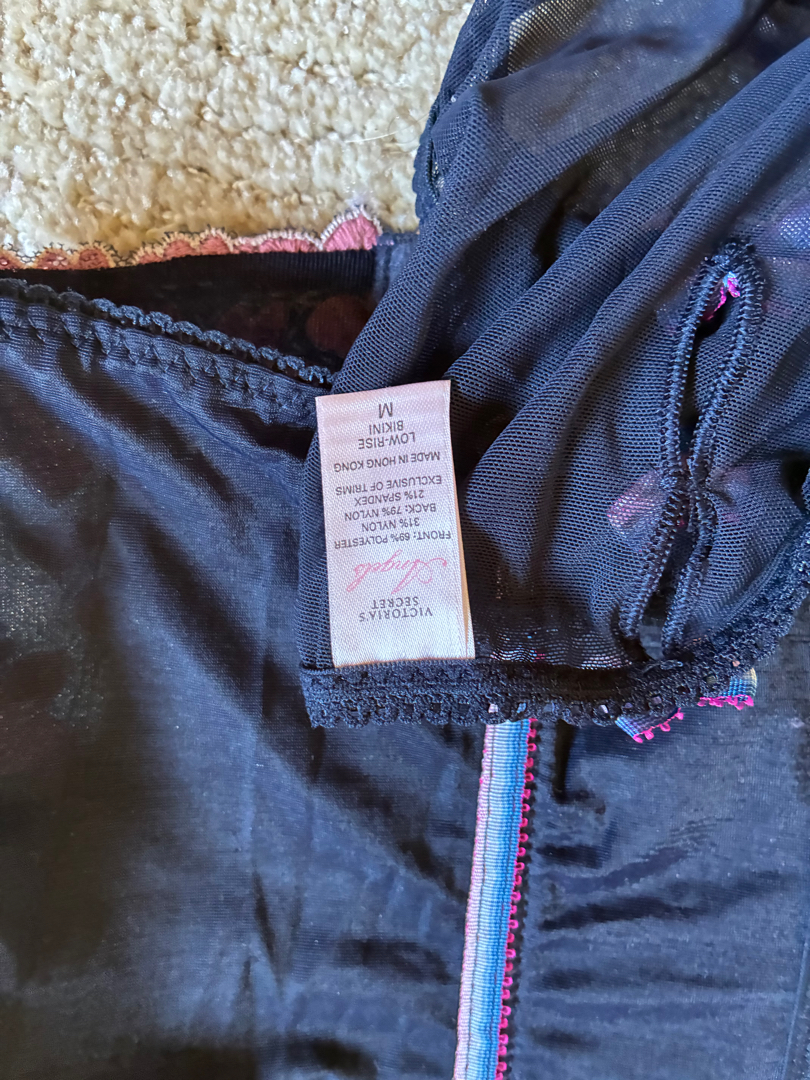 VICTORIA'S
SECRET
Angels
FRONT: 69% POLYESTER
31% NYLON
BACK: 79% NYLON
21% SPANDEX
EXCLUSIVE OF TRIMS
MADE IN HONG KONG
LOW-RISE
BIKINI
M